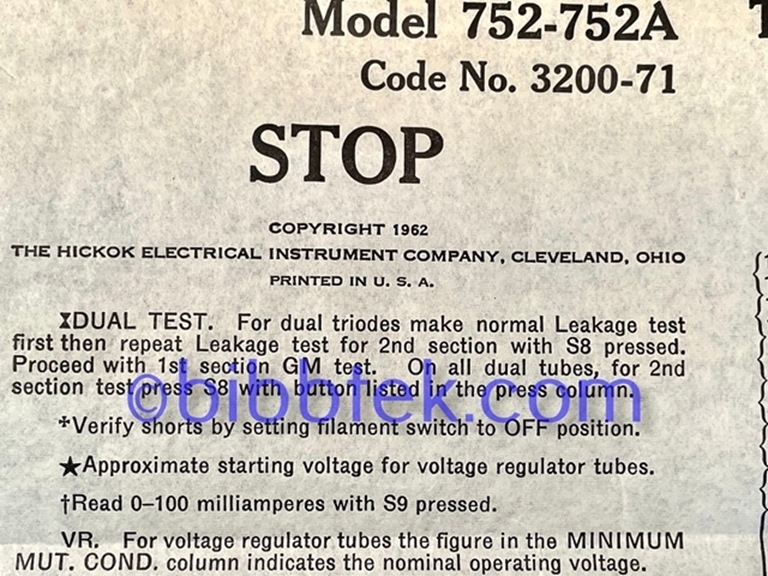 Model 752-752A
Code No. 3200-71
STOP
COPYRIGHT 1962
THE HICKOK ELECTRICAL INSTRUMENT COMPANY, CLEVELAND, OHIO
PRINTED IN U. S. A.
⧖DUAL TEST. For dual triodes make normal Leakage test
first then repeat Leakage test for 2nd section with S8 pressed.
Proceed with 1st section GM test. On all dual tubes, for 2nd
section test press S8 with button listed in the press column.
©bibbtek.com
*Verify shorts by setting filament switch to OFF position.
★Approximate starting voltage for voltage regulator tubes.
†Read 0–100 milliamperes with S9 pressed.
VR. For voltage regulator tubes the figure in the MINIMUM
MUT. COND. column indicates the nominal operating voltage.